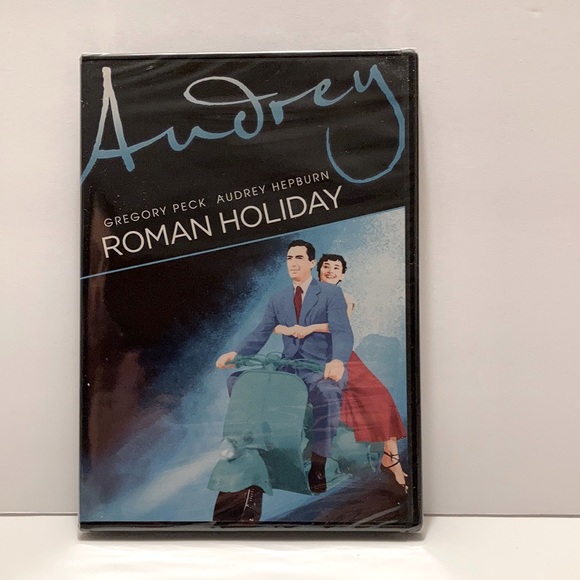 Audrey
GREGORY PECK AUDREY HEPBURN
ROMAN HOLIDAY